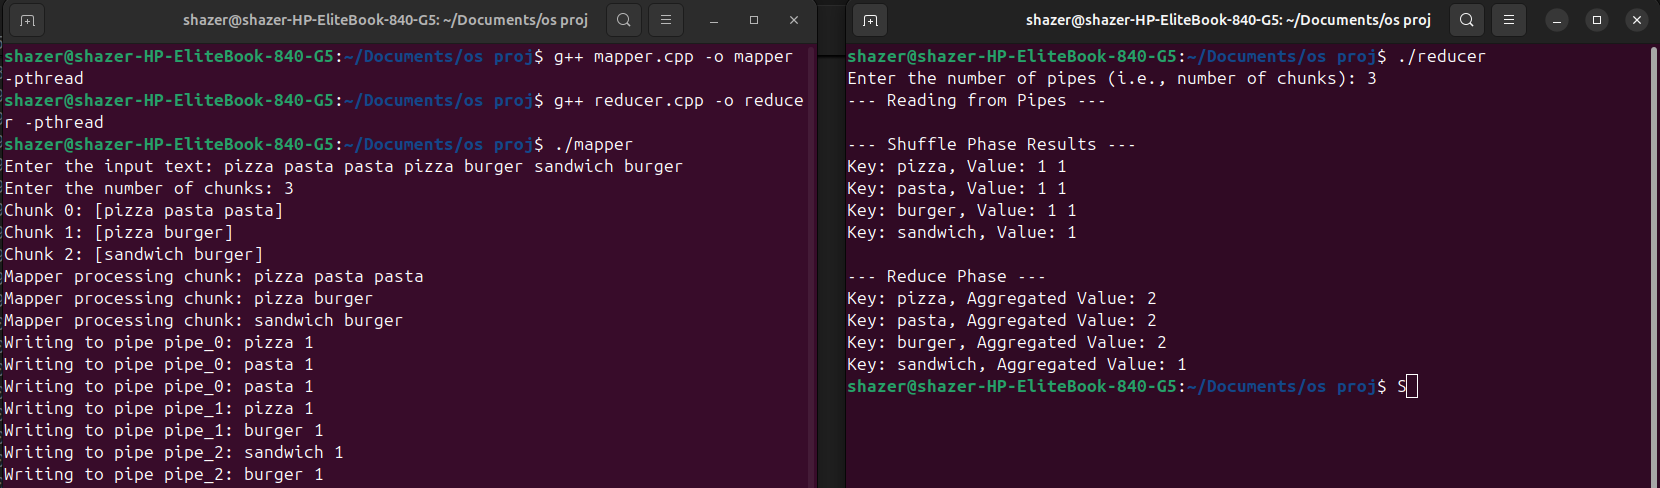 shazer@shazer-HP-EliteBook-840-G5: ~/Documents/os proj
shazer@shazer-HP-EliteBook-840-G5:~/Documents/os proj$ g++ mapper.cpp -o mapper
-pthread
shazer@shazer-HP-EliteBook-840-G5:~/Documents/os proj$ g++ reducer.cpp -o reduce
r -pthread
shazer@shazer-HP-EliteBook-840-G5:~/Documents/os proj$ ./mapper
Enter the input text: pizza pasta pasta pizza burger sandwich burger
Enter the number of chunks: 3
Chunk 0: [pizza pasta pasta]
Chunk 1: [pizza burger]
Chunk 2: [sandwich burger]
Mapper processing chunk: pizza pasta pasta
Mapper processing chunk: pizza burger
Mapper processing chunk: sandwich burger
Writing to pipe pipe_0: pizza 1
Writing to pipe pipe_0: pasta 1
Writing to pipe pipe_0: pasta 1
Writing to pipe pipe_1: pizza 1
Writing to pipe pipe_1: burger 1
Writing to pipe pipe_2: sandwich 1
Writing to pipe pipe_2: burger 1
shazer@shazer-HP-EliteBook-840-G5: ~/Documents/os proj
shazer@shazer-HP-EliteBook-840-G5:~/Documents/os proj$ ./reducer
Enter the number of pipes (i.e., number of chunks): 3
--- Reading from Pipes ---
--- Shuffle Phase Results ---
Key: pizza, Value: 1 1
Key: pasta, Value: 1 1
Key: burger, Value: 1 1
Key: sandwich, Value: 1
--- Reduce Phase ---
Key: pizza, Aggregated Value: 2
Key: pasta, Aggregated Value: 2
Key: burger, Aggregated Value: 2
Key: sandwich, Aggregated Value: 1
shazer@shazer-HP-EliteBook-840-G5:~/Documents/os proj$ S